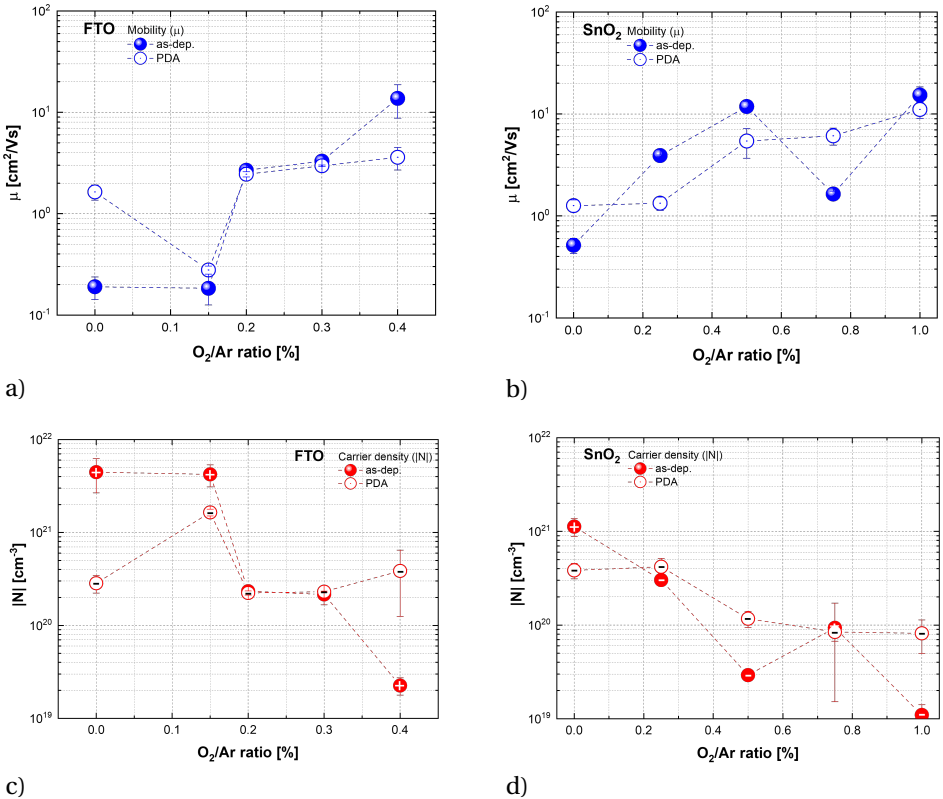 FTO
Mobility (μ)
as-dep.
PDA
10²
10¹
10⁰
10⁻¹
μ [cm²/Vs]
0.0 0.1 0.2 0.3 0.4
O₂/Ar ratio [%]
a)
SnO₂
Mobility (μ)
as-dep.
PDA
10²
10¹
10⁰
10⁻¹
μ [cm²/Vs]
0.0 0.2 0.4 0.6 0.8 1.0
O₂/Ar ratio [%]
b)
FTO
Carrier density (|N|)
as-dep.
PDA
10²²
10²¹
10²⁰
10¹⁹
|N| [cm⁻³]
0.0 0.1 0.2 0.3 0.4
O₂/Ar ratio [%]
c)
SnO₂
Carrier density (|N|)
as-dep.
PDA
10²²
10²¹
10²⁰
10¹⁹
|N| [cm⁻³]
0.0 0.2 0.4 0.6 0.8 1.0
O₂/Ar ratio [%]
d)